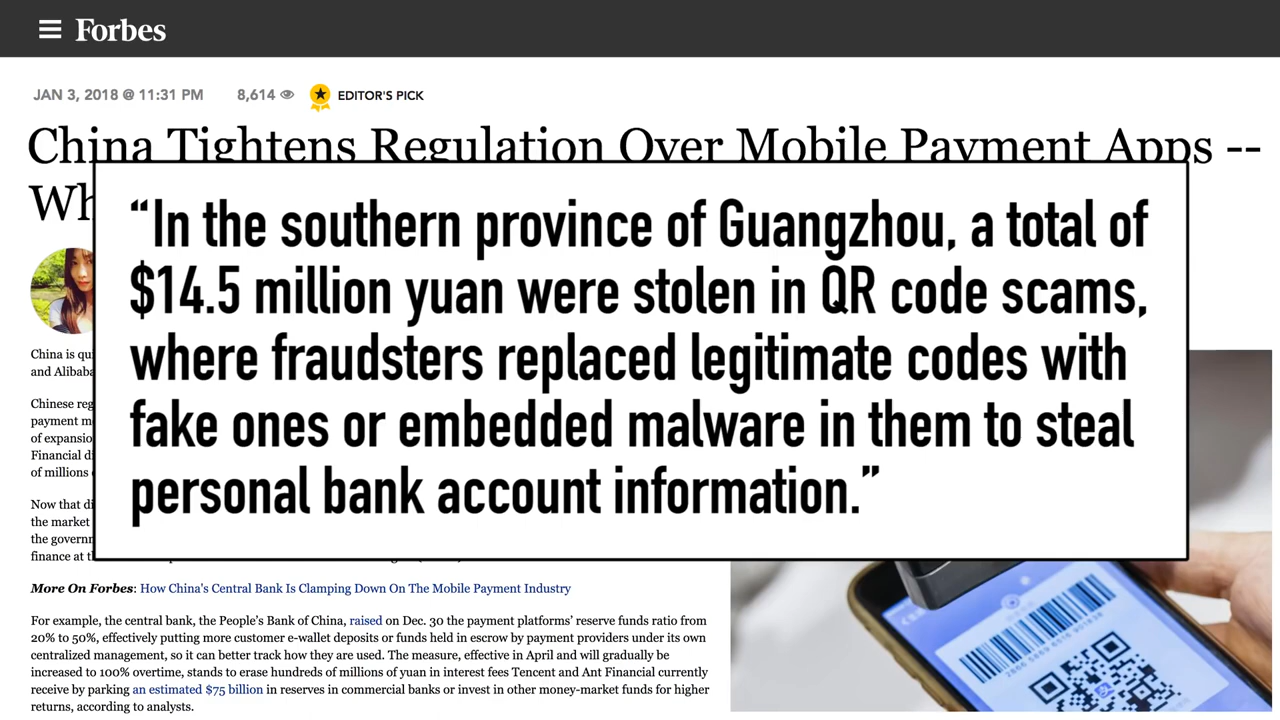 Forbes
JAN 3, 2018 @ 11:31 PM 8,614 EDITOR'S PICK
China Tightens Regulation Over Mobile Payment Apps --
“In the southern province of Guangzhou, a total of
$14.5 million yuan were stolen in QR code scams,
where fraudsters replaced legitimate codes with
fake ones or embedded malware in them to steal
personal bank account information.”
China is
and Alibaba
Chinese
payment
of
Financial
of millions
Now that
the market
the
finance at
More On Forbes: How China's Central Bank Is Clamping Down On The Mobile Payment Industry
For example, the central bank, the People's Bank of China, raised on Dec. 30 the payment platforms' reserve funds ratio from
20% to 50%, effectively putting more customer e-wallet deposits or funds held in escrow by payment providers under its own
centralized management, so it can better track how they are used. The measure, effective in April and will gradually be
increased to 100% overtime, stands to erase hundreds of millions of yuan in interest fees Tencent and Ant Financial currently
receive by parking an estimated $75 billion in reserves in commercial banks or invest in other money-market funds for higher
returns, according to analysts.